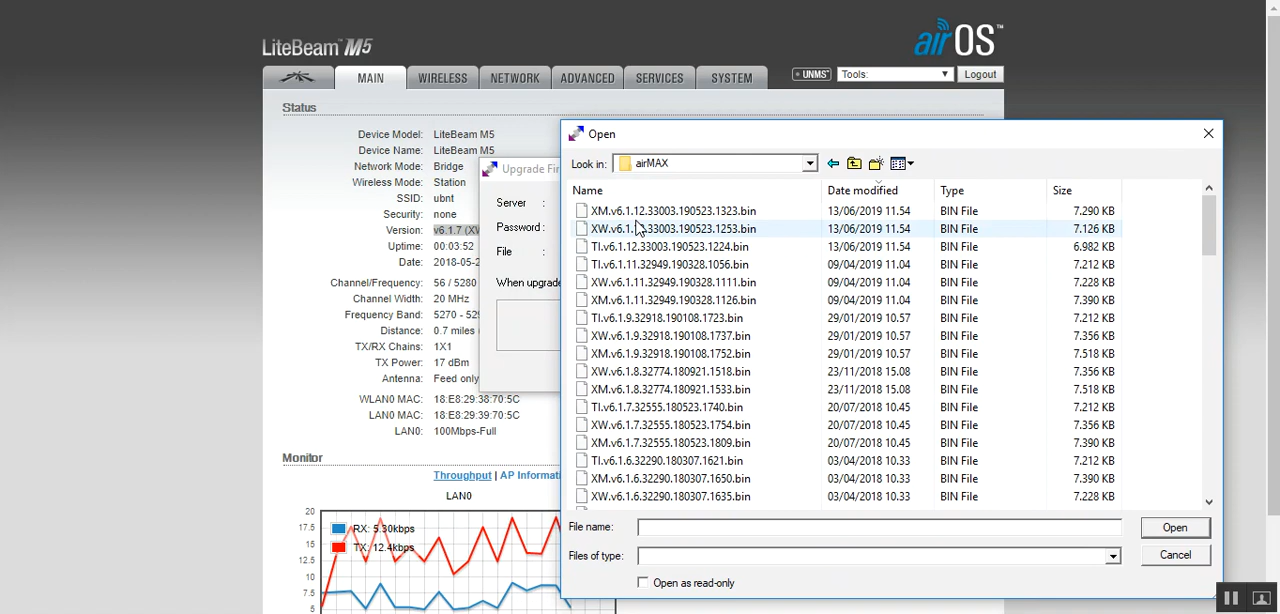 LiteBeam™ M5
airOS™
MAIN WIRELESS NETWORK ADVANCED SERVICES SYSTEM UNMS™ Tools: Logout
Status
Device Model: LiteBeam M5
Device Name: LiteBeam M5
Network Mode: Bridge
Wireless Mode: Station
SSID: ubnt
Security: none
Version: v6.1.7 (XW
Uptime: 00:03:52
Date: 2018-05-2
Channel/Frequency: 56 / 5280
Channel Width: 20 MHz
Frequency Band: 5270 - 529
Distance: 0.7 miles
TX/RX Chains: 1X1
TX Power: 17 dBm
Antenna: Feed only
WLAN0 MAC: 18:E8:29:38:70:5C
LAN0 MAC: 18:E8:29:39:70:5C
LAN0: 100Mbps-Full
Monitor
Throughput | AP Informati
LAN0
20
17.5
15
12.5
10
7.5
5
RX: 5.30kbps
TX: 12.4kbps
Upgrade Fir
Server :
Password :
File :
When upgrade
Open
Look in: airMAX
Name Date modified Type Size
XM.v6.1.12.33003.190523.1323.bin 13/06/2019 11.54 BIN File 7.290 KB
XW.v6.1. 33003.190523.1253.bin 13/06/2019 11.54 BIN File 7.126 KB
TI.v6.1.12.33003.190523.1224.bin 13/06/2019 11.54 BIN File 6.982 KB
TI.v6.1.11.32949.190328.1056.bin 09/04/2019 11.04 BIN File 7.212 KB
XW.v6.1.11.32949.190328.1111.bin 09/04/2019 11.04 BIN File 7.228 KB
XM.v6.1.11.32949.190328.1126.bin 09/04/2019 11.04 BIN File 7.390 KB
TI.v6.1.9.32918.190108.1723.bin 29/01/2019 10.57 BIN File 7.212 KB
XW.v6.1.9.32918.190108.1737.bin 29/01/2019 10.57 BIN File 7.356 KB
XM.v6.1.9.32918.190108.1752.bin 29/01/2019 10.57 BIN File 7.518 KB
XW.v6.1.8.32774.180921.1518.bin 23/11/2018 15.08 BIN File 7.356 KB
XM.v6.1.8.32774.180921.1533.bin 23/11/2018 15.08 BIN File 7.518 KB
TI.v6.1.7.32555.180523.1740.bin 20/07/2018 10.45 BIN File 7.212 KB
XW.v6.1.7.32555.180523.1754.bin 20/07/2018 10.45 BIN File 7.356 KB
XM.v6.1.7.32555.180523.1809.bin 20/07/2018 10.45 BIN File 7.390 KB
TI.v6.1.6.32290.180307.1621.bin 03/04/2018 10.33 BIN File 7.212 KB
XM.v6.1.6.32290.180307.1650.bin 03/04/2018 10.33 BIN File 7.390 KB
XW.v6.1.6.32290.180307.1635.bin 03/04/2018 10.33 BIN File 7.228 KB
File name: Open
Files of type: Cancel
Open as read-only